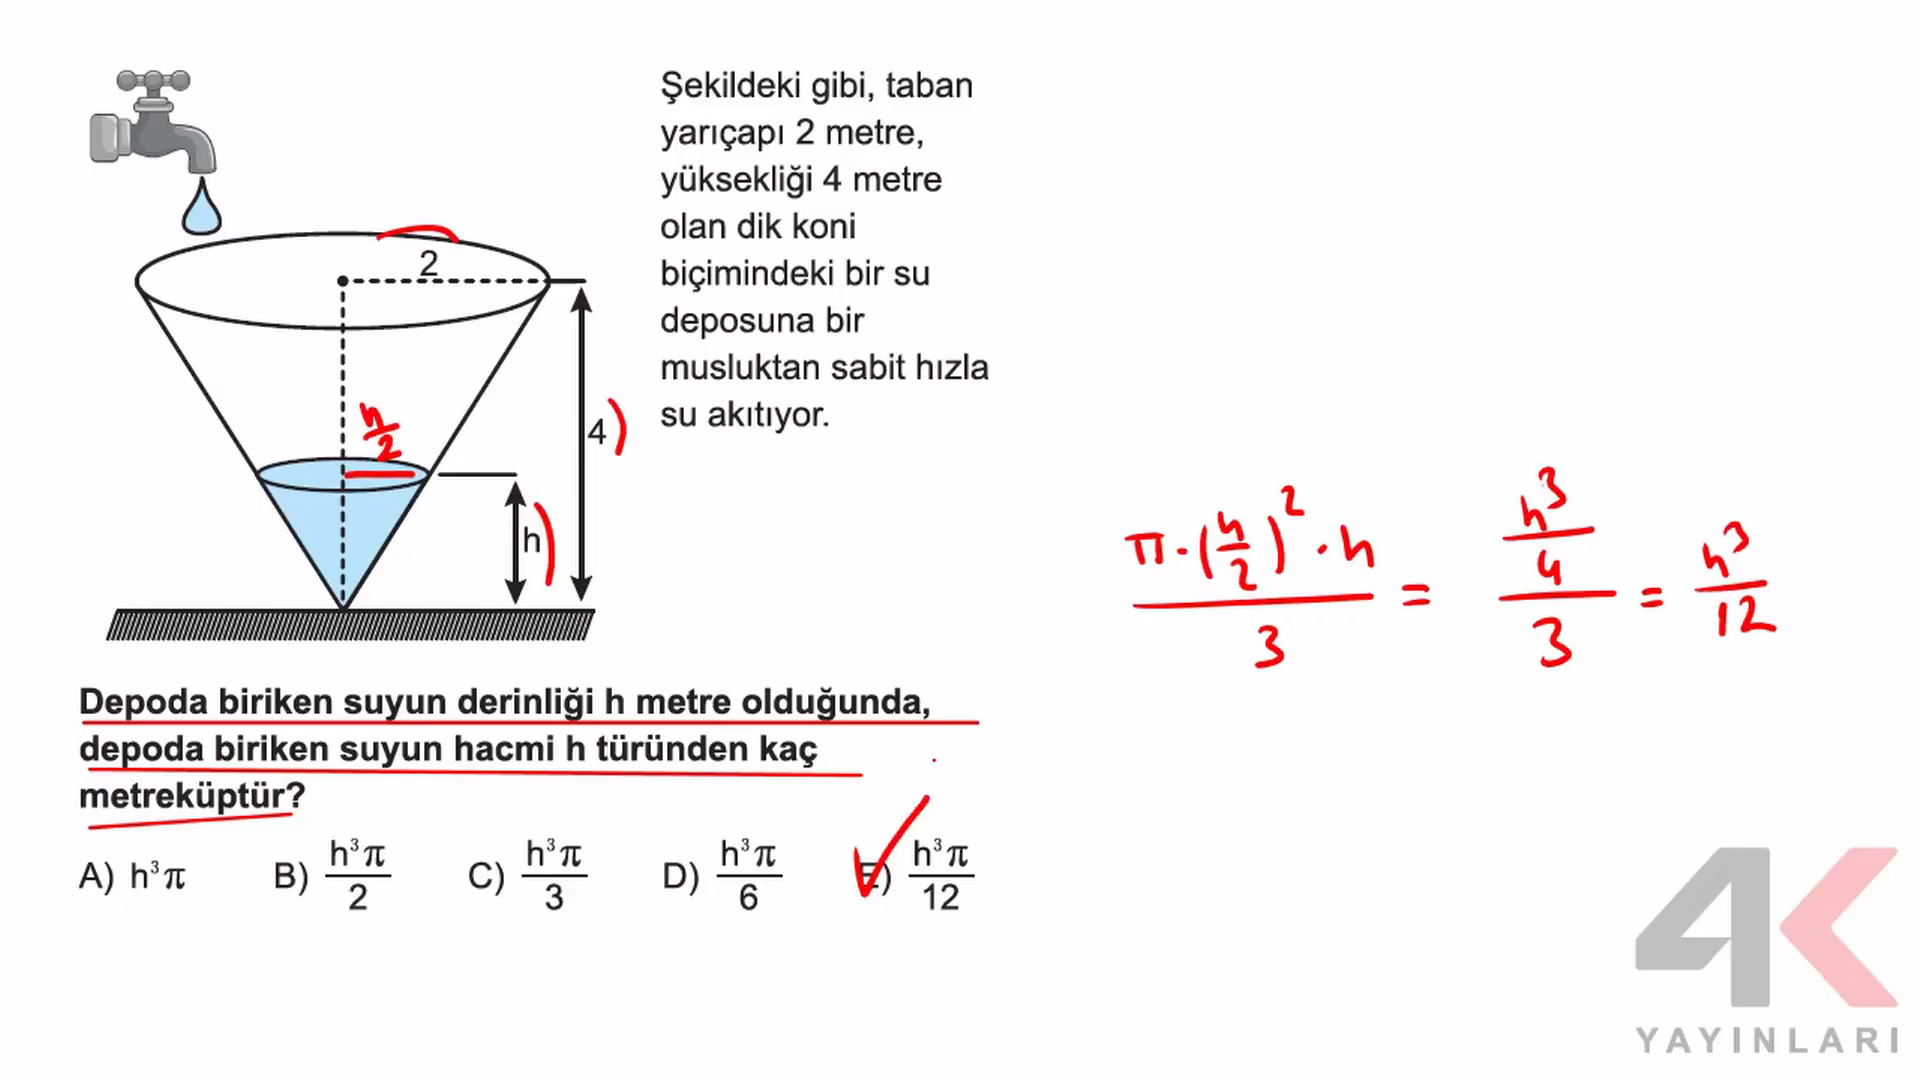 Şekildeki gibi, taban
yarıçapı 2 metre,
yüksekliği 4 metre
olan dik koni
biçimindeki bir su
deposuna bir
musluktan sabit hızla
su akıtıyor.
2
4)
h/2
h)
π·(h/2)²·h / 3 = h³/4 / 3 = h³/12
Depoda biriken suyun derinliği h metre olduğunda,
depoda biriken suyun hacmi h türünden kaç
metreküptür?
A) h³π B) h³π/2 C) h³π/3 D) h³π/6 E) h³π/12
4K
YAYINLARI